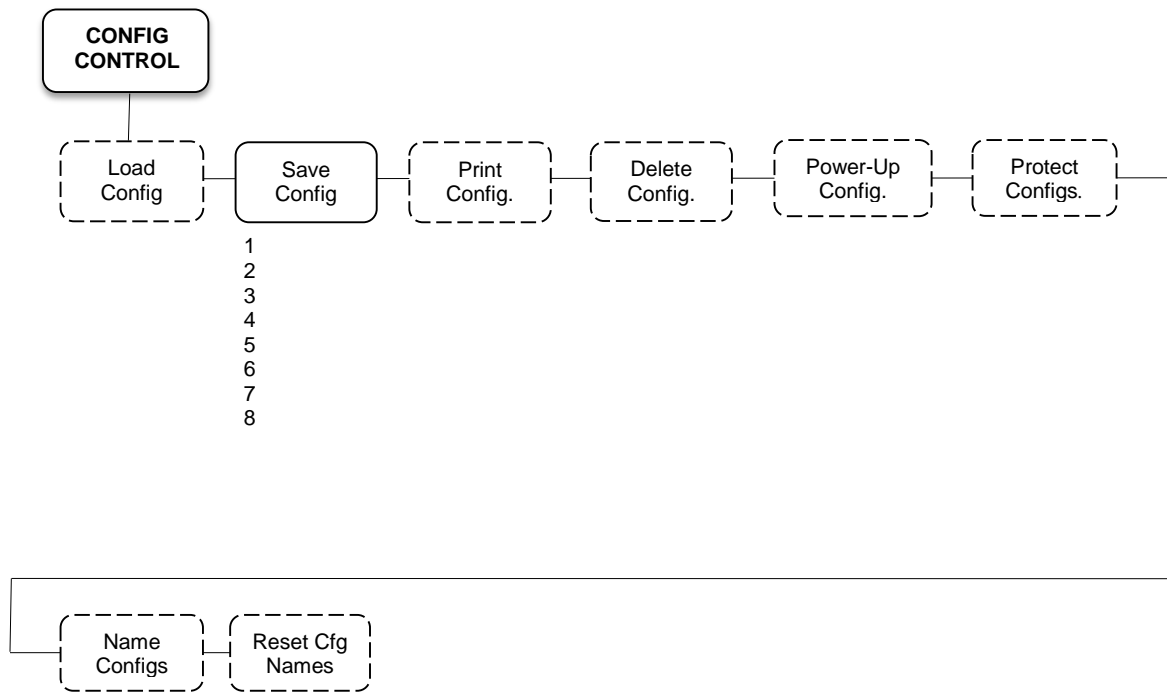 CONFIG
CONTROL
Load
Config
Save
Config
Print
Config.
Delete
Config.
Power-Up
Config.
Protect
Configs.
1
2
3
4
5
6
7
8
Name
Configs
Reset Cfg
Names